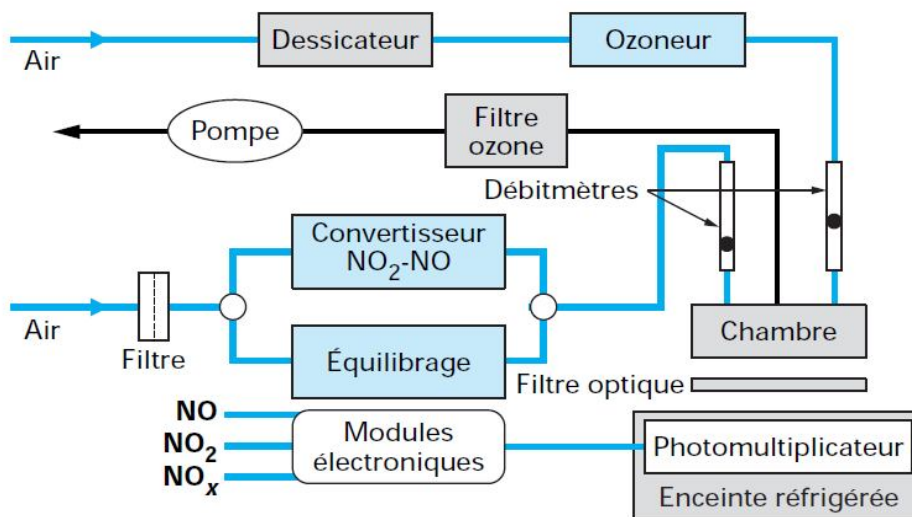 Air
Dessicateur
Ozoneur
Pompe
Filtre
ozone
Débitmètres
Convertisseur
NO₂-NO
Air
Filtre
Équilibrage
Chambre
Filtre optique
NO
NO₂
NOₓ
Modules
électroniques
Photomultiplicateur
Enceinte réfrigérée